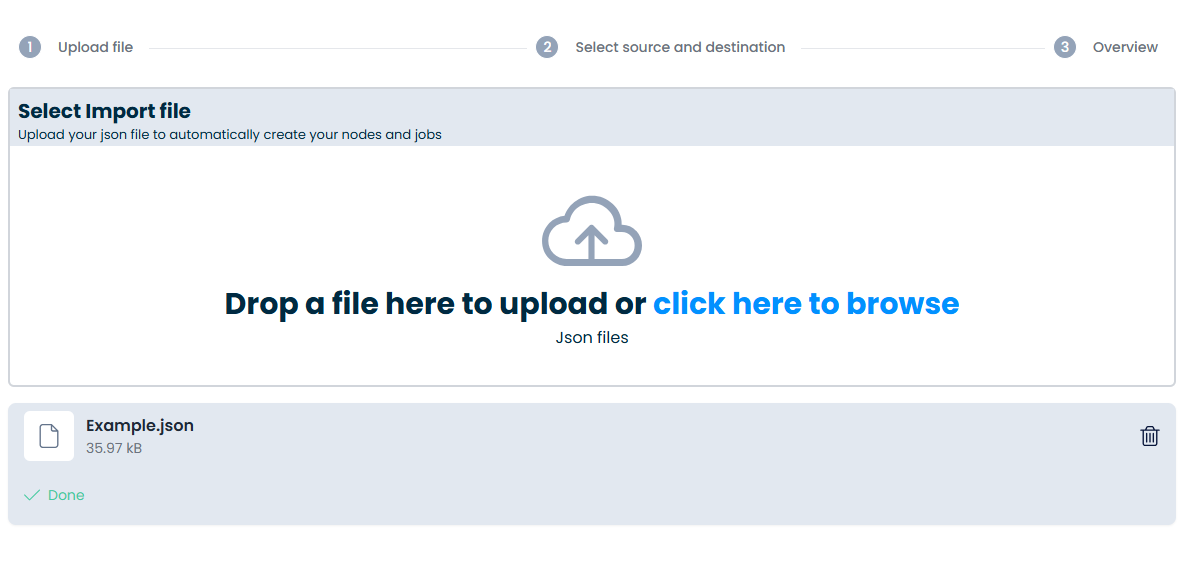 1 Upload file 2 Select source and destination 3 Overview
Select Import file
Upload your json file to automatically create your nodes and jobs
Drop a file here to upload or click here to browse
Json files
Example.json
35.97 kB
Done